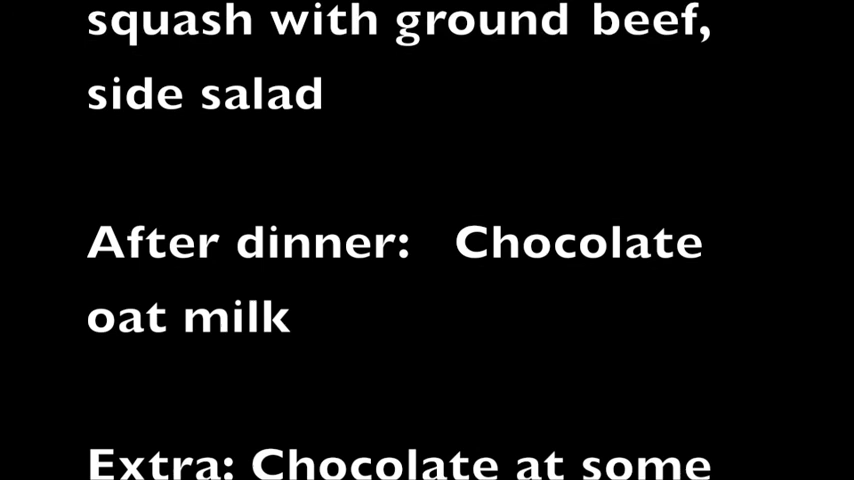 squash with ground beef,
side salad
After dinner: Chocolate
oat milk
Extra: Chocolate at some